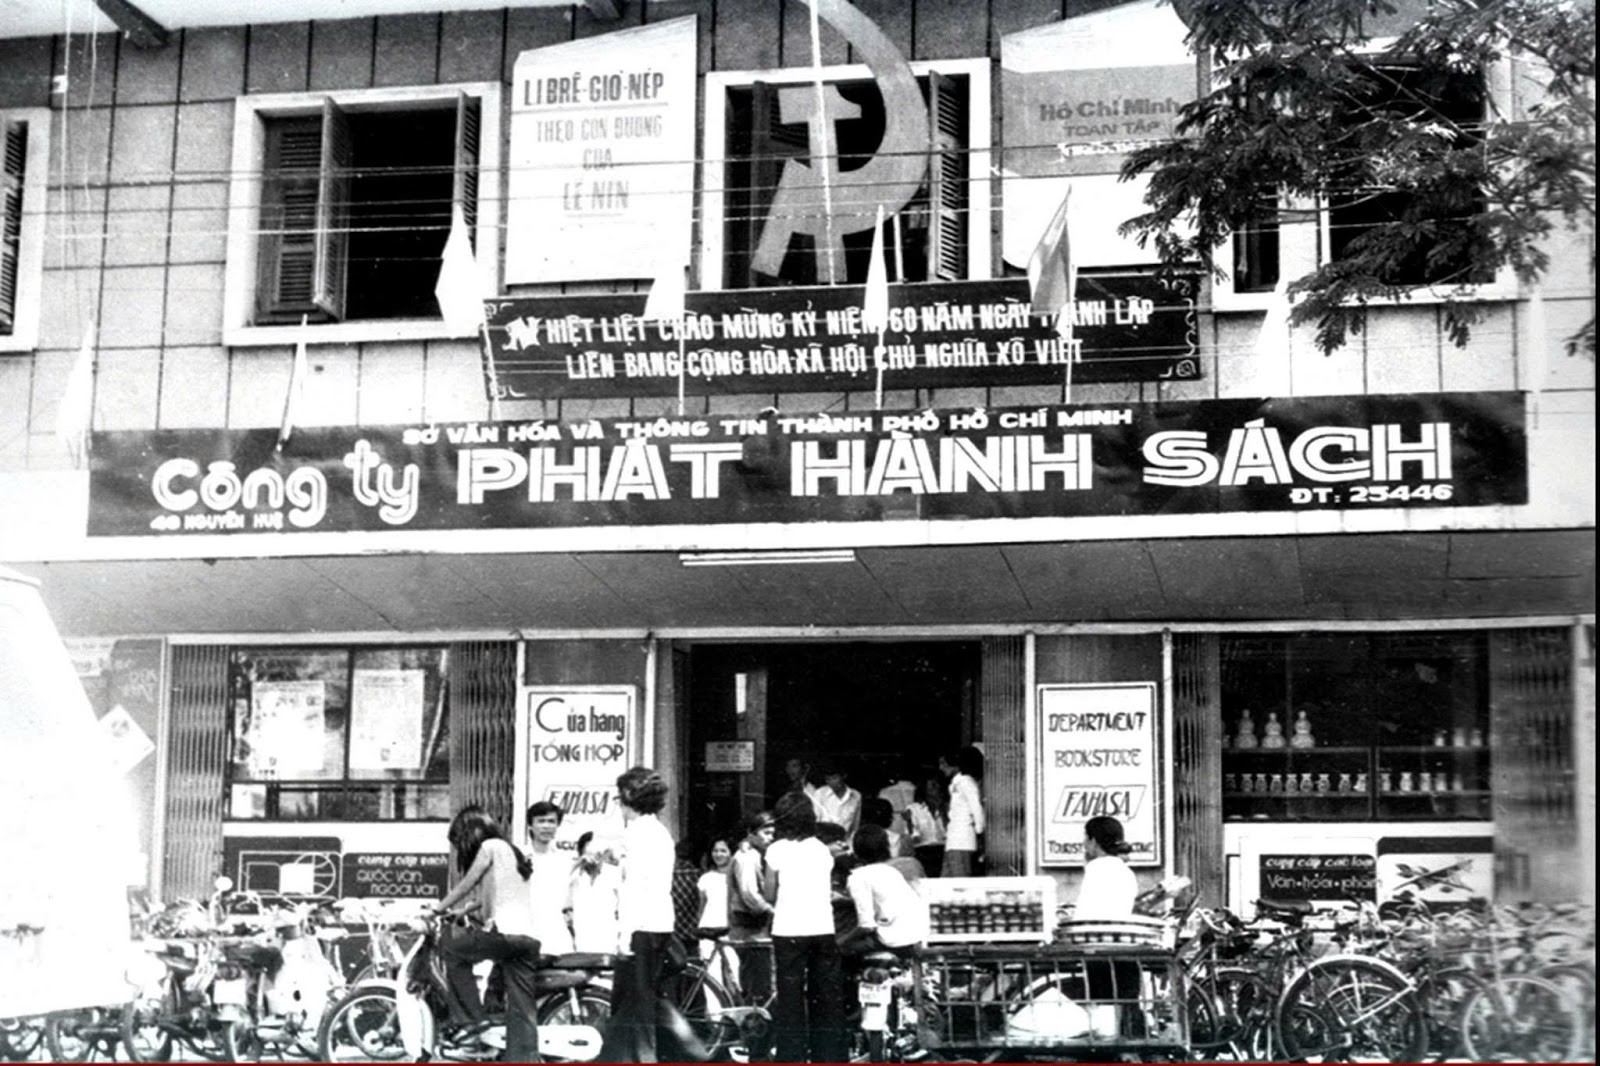 LI BRÊ-GIÔ-NÉP
THEO CON ĐƯỜNG
CỦA
LÊ NIN
Hồ Chí Minh
TOÀN TẬP
NHIỆT LIỆT CHÀO MỪNG KỶ NIỆM 60 NĂM NGÀY THÀNH LẬP
LIÊN BANG CỘNG HÒA XÃ HỘI CHỦ NGHĨA XÔ VIẾT
SỞ VĂN HÓA VÀ THÔNG TIN THÀNH PHỐ HỒ CHÍ MINH
Công ty PHÁT HÀNH SÁCH
40 NGUYỄN HUỆ
ĐT: 25446
Cửa hàng
TỔNG HỢP
FAHASA
DEPARTMENT
BOOKSTORE
FAHASA
cung cấp sách
QUỐC VĂN
NGOẠI VĂN
cung cấp các loại
Văn·hóa·phẩm